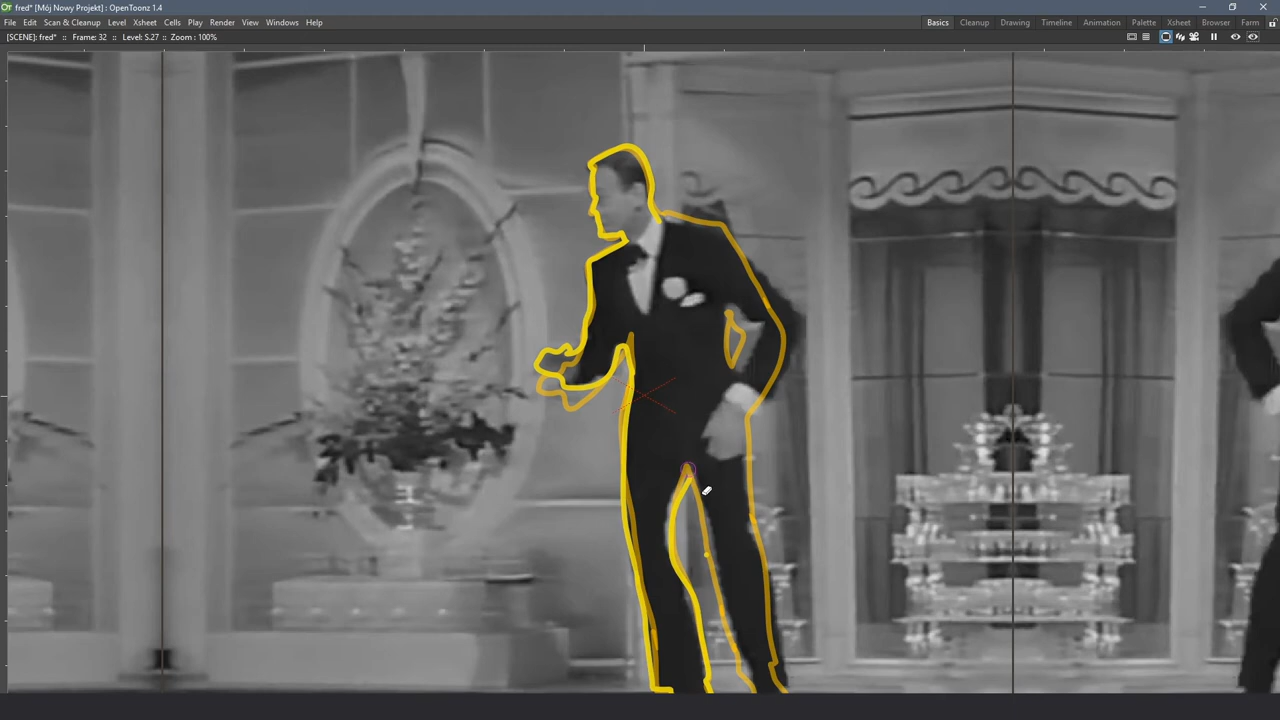 fred* [Mój Nowy Projekt] : OpenToonz 1.4
File Edit Scan & Cleanup Level Xsheet Cells Play Render View Windows Help
Basics Cleanup Drawing Timeline Animation Palette Xsheet Browser Farm
[SCENE]: fred* :: Frame: 32 :: Level: S.27 :: Zoom : 100%